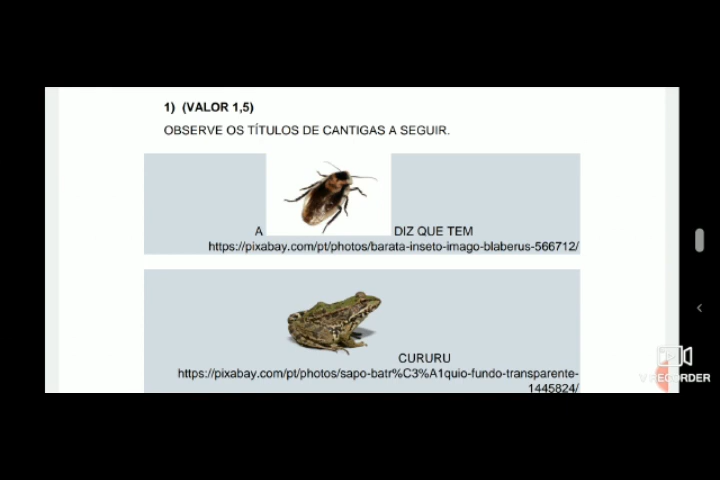 1) (VALOR 1,5)
OBSERVE OS TÍTULOS DE CANTIGAS A SEGUIR.
A DIZ QUE TEM
https://pixabay.com/pt/photos/barata-inseto-imago-blaberus-566712/
CURURU
https://pixabay.com/pt/photos/sapo-batr%C3%A1quio-fundo-transparente-
1445824/
RECORDER